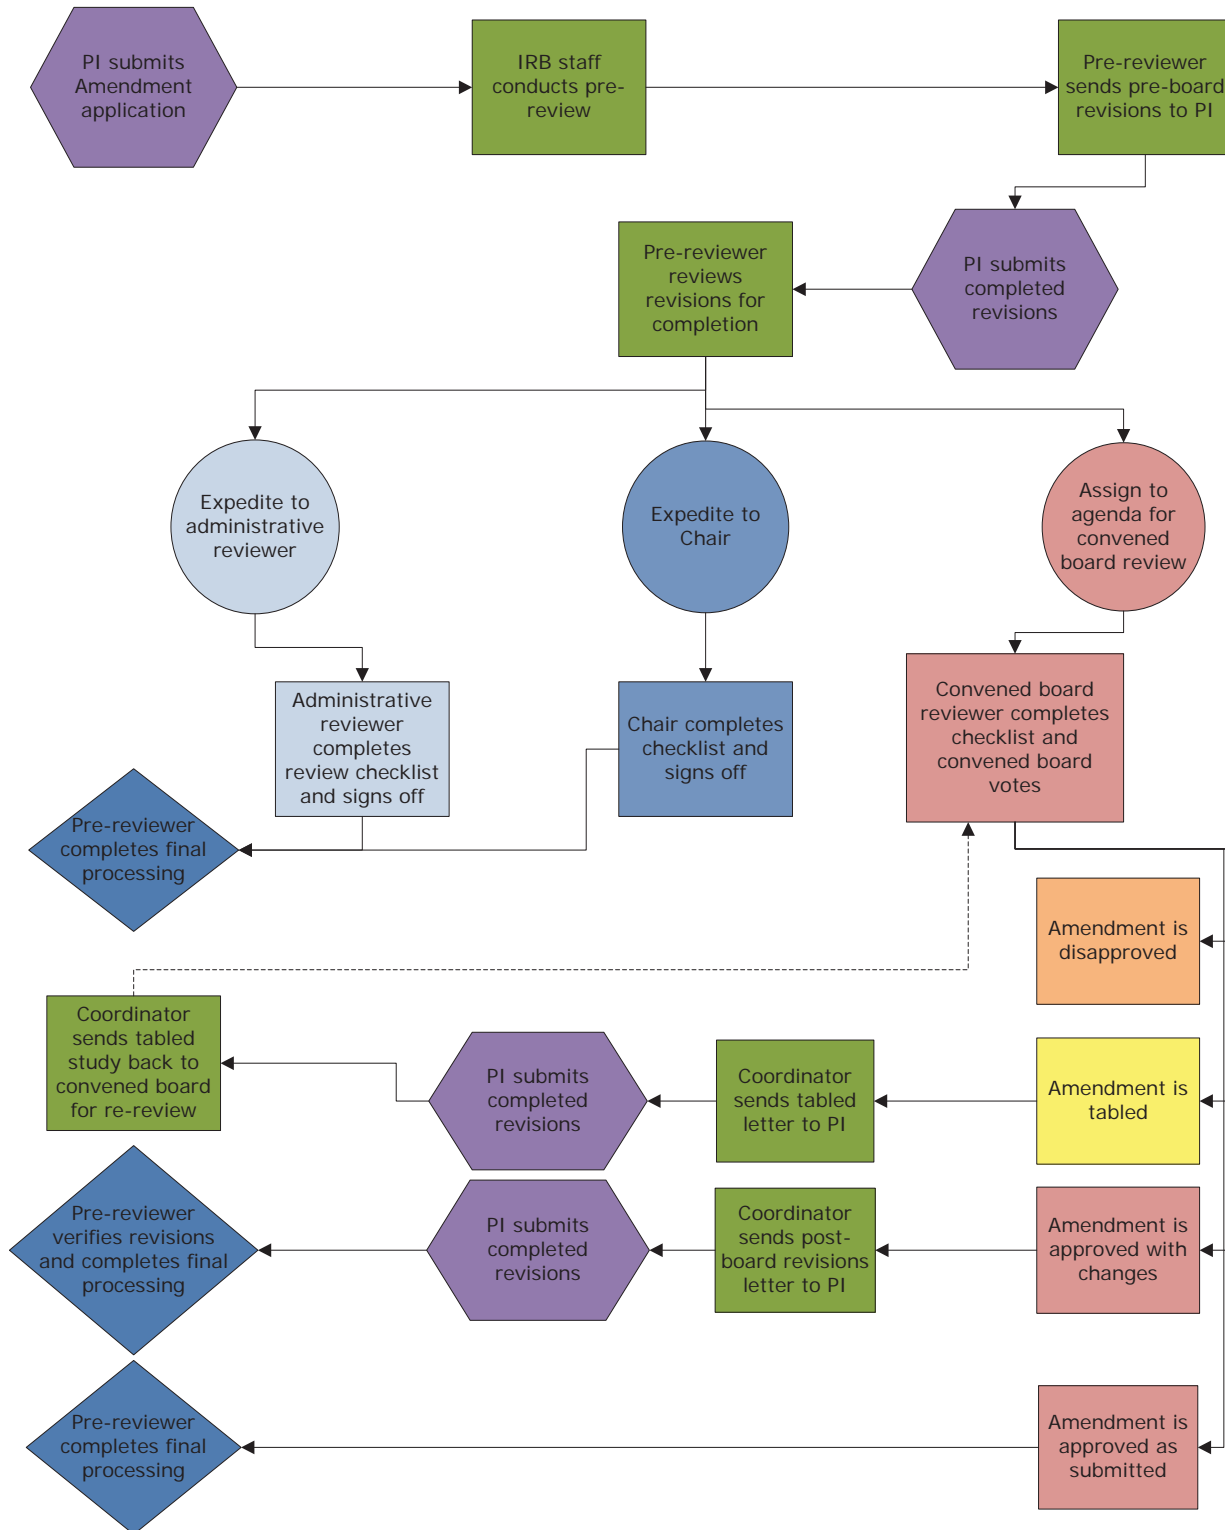 PI submits
Amendment
application
IRB staff
conducts pre-
review
Pre-reviewer
sends pre-board
revisions to PI
Pre-reviewer
reviews
revisions for
completion
PI submits
completed
revisions
Expedite to
administrative
reviewer
Expedite to
Chair
Assign to
agenda for
convened
board review
Administrative
reviewer
completes
review checklist
and signs off
Chair completes
checklist and
signs off
Convened board
reviewer completes
checklist and
convened board
votes
Pre-reviewer
completes final
processing
Amendment is
disapproved
Coordinator
sends tabled
study back to
convened board
for re-review
PI submits
completed
revisions
Coordinator
sends tabled
letter to PI
Amendment is
tabled
Pre-reviewer
verifies revisions
and completes final
processing
PI submits
completed
revisions
Coordinator
sends post-
board revisions
letter to PI
Amendment is
approved with
changes
Pre-reviewer
completes final
processing
Amendment is
approved as
submitted